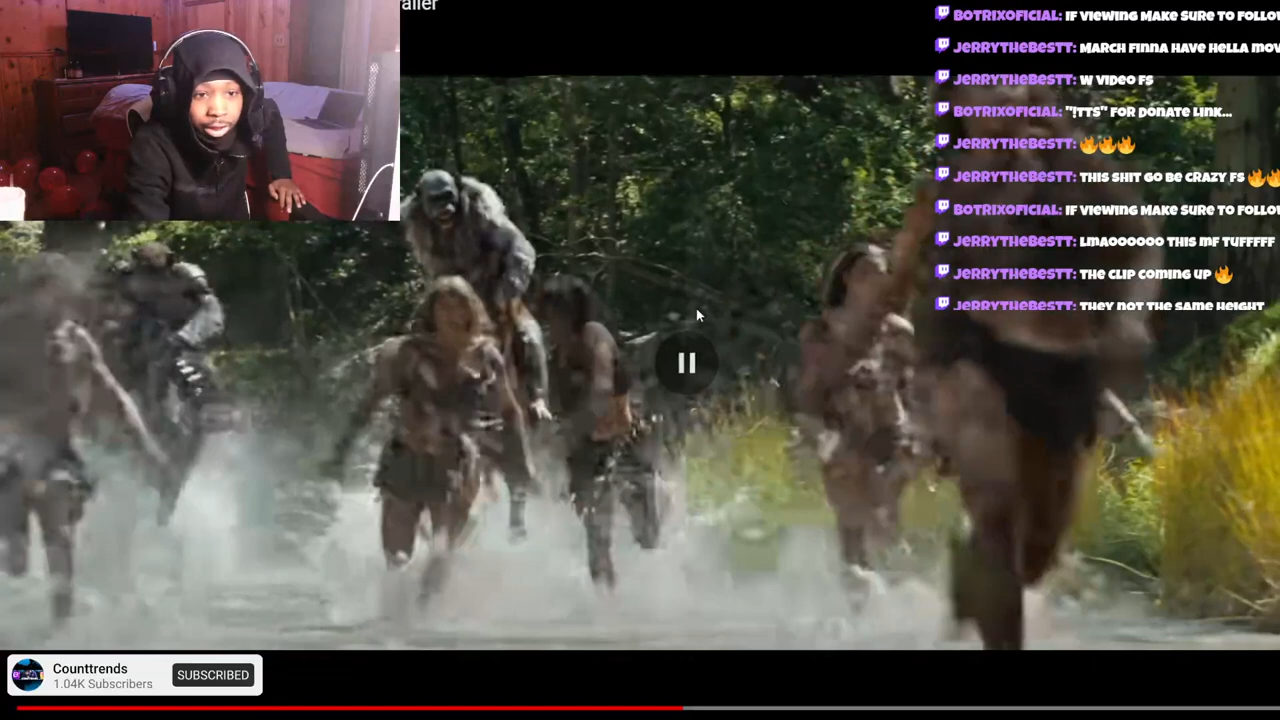 ailer
BOTRIXOFICIAL: IF VIEWING MAKE SURE TO FOLLO
JERRYTHEBESTT: MARCH FINNA HAVE HELLA MOV
JERRYTHEBESTT: W VIDEO FS
BOTRIXOFICIAL: "!TTS" FOR DONATE LINK...
JERRYTHEBESTT: 🔥🔥🔥
JERRYTHEBESTT: THIS SHIT GO BE CRAZY FS 🔥🔥
BOTRIXOFICIAL: IF VIEWING MAKE SURE TO FOLLO
JERRYTHEBESTT: LMAOOOOOO THIS MF TUFFFFF
JERRYTHEBESTT: THE CLIP COMING UP 🔥
JERRYTHEBESTT: THEY NOT THE SAME HEIGHT
Counttrends
1.04K Subscribers
SUBSCRIBED